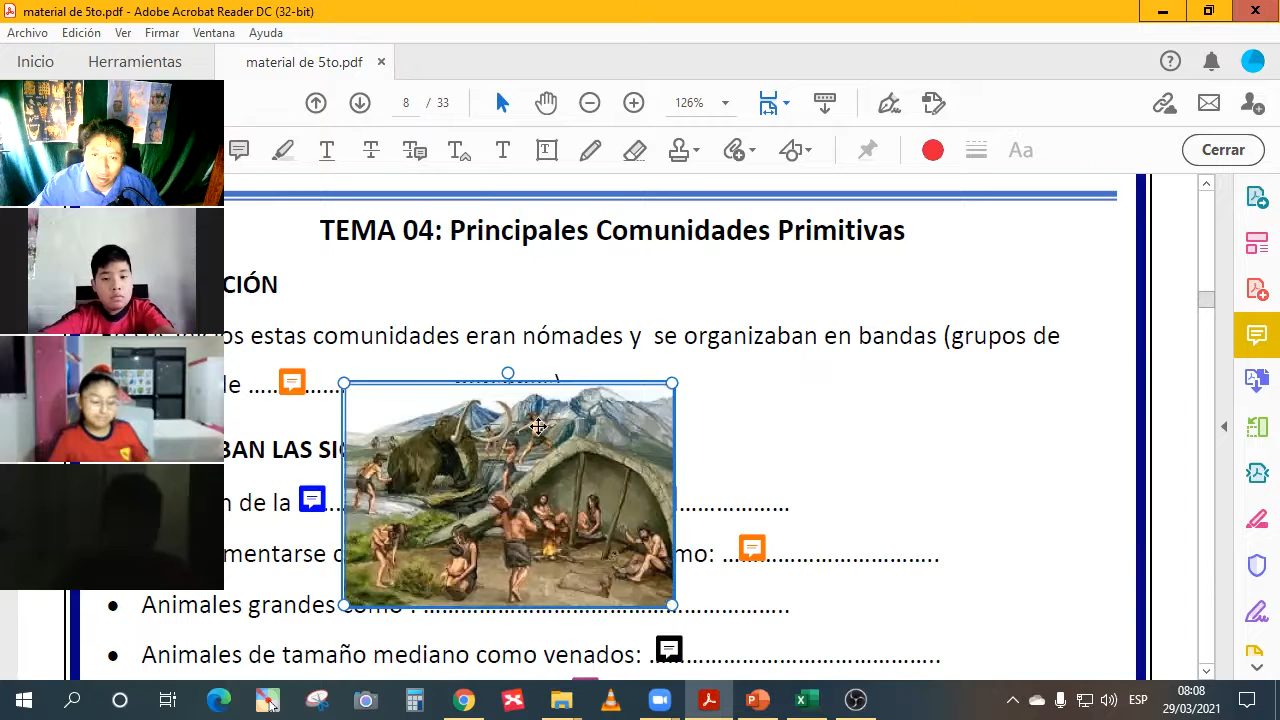 material de 5to.pdf - Adobe Acrobat Reader DC (32-bit)
Archivo Edición Ver Firmar Ventana Ayuda
Inicio Herramientas material de 5to.pdf ×
8 / 33 126%
T T T T T T Aa Cerrar
TEMA 04: Principales Comunidades Primitivas
CIÓN
estas comunidades eran nómades y se organizaban en bandas (grupos de
de ……………
BAN LAS
n de la …………………
mentarse mo: ……………………………..
• Animales grandes como : ……………………………………………..
• Animales de tamaño mediano como venados: ……………………………………..
ESP
08:08
29/03/2021